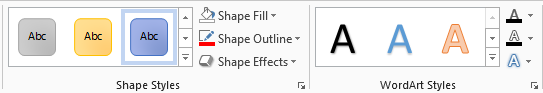 Abc Abc Abc
Shape Fill
Shape Outline
Shape Effects
Shape Styles
A A A
A
A
A
WordArt Styles